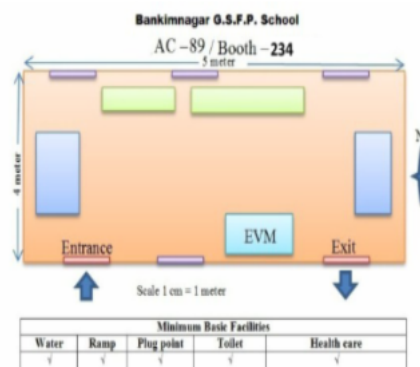 Bankimnagar G.S.F.P. School
AC -89 / Booth -234
5 meter
4 meter
N
EVM
Entrance
Exit
Scale 1 cm = 1 meter
Minimum Basic Facilities
Water Ramp Plug point Toilet Health care
√ √ √ √ √